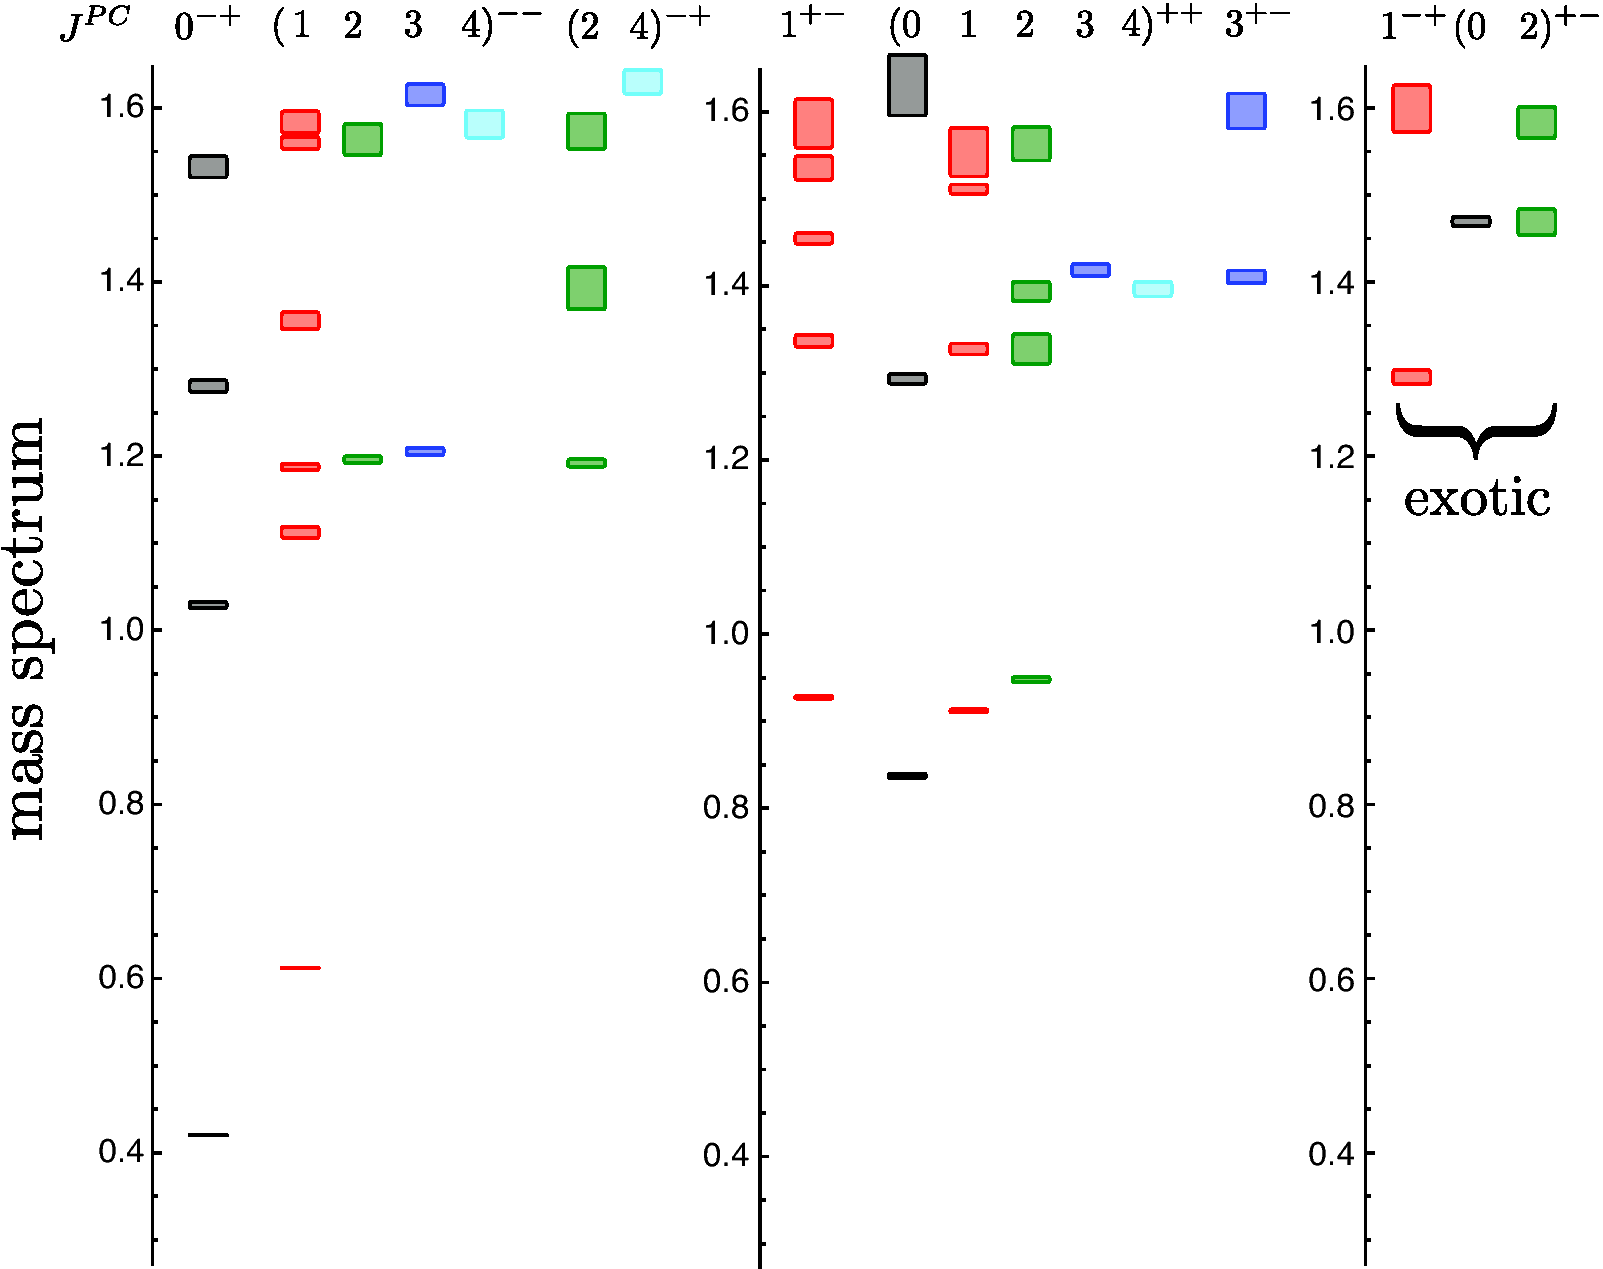 J^{PC} 0^{-+} (1 2 3 4)^{--} (2 4)^{-+} 1^{+-} (0 1 2 3 4)^{++} 3^{+-} 1^{-+} (0 2)^{+-}
1.6 1.6 1.6
1.4 1.4 1.4
1.2 1.2 1.2
exotic
1.0 1.0 1.0
0.8 0.8 0.8
0.6 0.6 0.6
0.4 0.4 0.4
mass spectrum